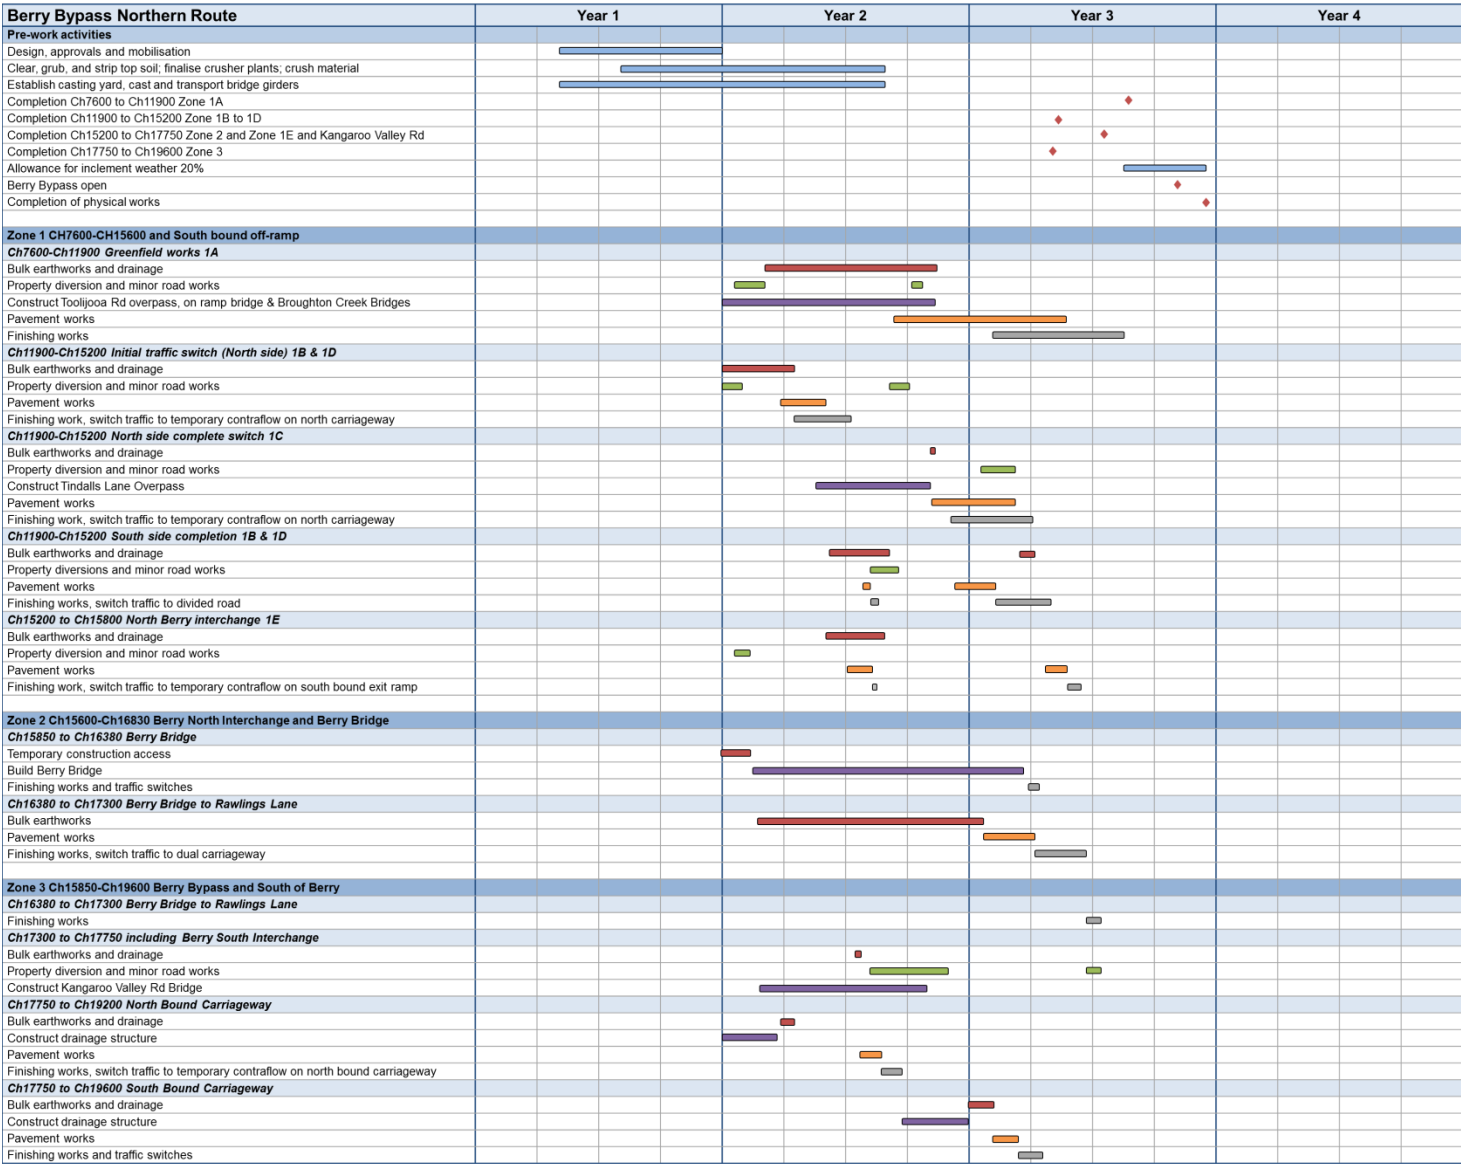 Berry Bypass Northern Route Year 1 Year 2 Year 3 Year 4
Pre-work activities
Design, approvals and mobilisation
Clear, grub, and strip top soil; finalise crusher plants; crush material
Establish casting yard, cast and transport bridge girders
Completion Ch7600 to Ch11900 Zone 1A
Completion Ch11900 to Ch15200 Zone 1B to 1D
Completion Ch15200 to Ch17750 Zone 2 and Zone 1E and Kangaroo Valley Rd
Completion Ch17750 to Ch19600 Zone 3
Allowance for inclement weather 20%
Berry Bypass open
Completion of physical works
Zone 1 CH7600-CH15600 and South bound off-ramp
Ch7600-Ch11900 Greenfield works 1A
Bulk earthworks and drainage
Property diversion and minor road works
Construct Toolijooa Rd overpass, on ramp bridge & Broughton Creek Bridges
Pavement works
Finishing works
Ch11900-Ch15200 Initial traffic switch (North side) 1B & 1D
Bulk earthworks and drainage
Property diversion and minor road works
Pavement works
Finishing work, switch traffic to temporary contraflow on north carriageway
Ch11900-Ch15200 North side complete switch 1C
Bulk earthworks and drainage
Property diversion and minor road works
Construct Tindalls Lane Overpass
Pavement works
Finishing work, switch traffic to temporary contraflow on north carriageway
Ch11900-Ch15200 South side completion 1B & 1D
Bulk earthworks and drainage
Property diversions and minor road works
Pavement works
Finishing works, switch traffic to divided road
Ch15200 to Ch15800 North Berry interchange 1E
Bulk earthworks and drainage
Property diversion and minor road works
Pavement works
Finishing work, switch traffic to temporary contraflow on south bound exit ramp
Zone 2 Ch15600-Ch16830 Berry North Interchange and Berry Bridge
Ch15850 to Ch16380 Berry Bridge
Temporary construction access
Build Berry Bridge
Finishing works and traffic switches
Ch16380 to Ch17300 Berry Bridge to Rawlings Lane
Bulk earthworks
Pavement works
Finishing works, switch traffic to dual carriageway
Zone 3 Ch15850-Ch19600 Berry Bypass and South of Berry
Ch16380 to Ch17300 Berry Bridge to Rawlings Lane
Finishing works
Ch17300 to Ch17750 including Berry South Interchange
Bulk earthworks and drainage
Property diversion and minor road works
Construct Kangaroo Valley Rd Bridge
Ch17750 to Ch19200 North Bound Carriageway
Bulk earthworks and drainage
Construct drainage structure
Pavement works
Finishing works, switch traffic to temporary contraflow on north bound carriageway
Ch17750 to Ch19600 South Bound Carriageway
Bulk earthworks and drainage
Construct drainage structure
Pavement works
Finishing works and traffic switches